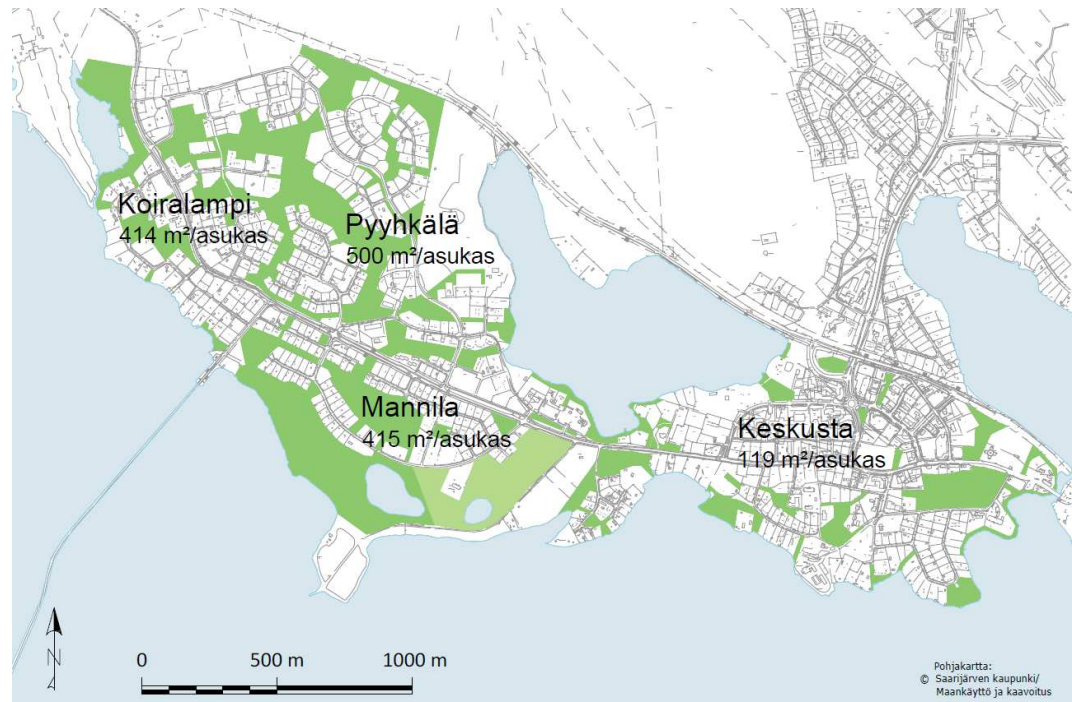 Koiralampi
414 m²/asukas
Pyyhkälä
500 m²/asukas
Mannila
415 m²/asukas
Keskusta
119 m²/asukas
N
0 500 m 1000 m
Pohjakartta:
© Saarijärven kaupunki/
Maankäyttö ja kaavoitus